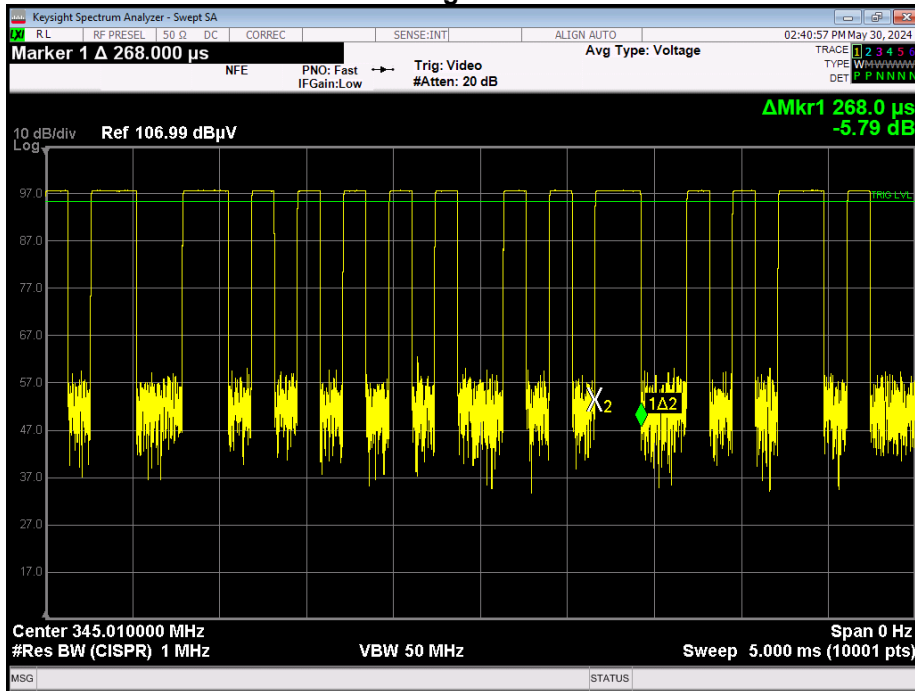 Keysight Spectrum Analyzer - Swept SA
LXI RL RF PRESEL 50 Ω DC CORREC SENSE:INT ALIGN AUTO 02:40:57 PM May 30, 2024
Marker 1 Δ 268.000 µs
NFE
PNO: Fast
IFGain:Low
Trig: Video
#Atten: 20 dB
Avg Type: Voltage
TRACE 1 2 3 4 5 6
TYPE WMWWWWW
DET P P N N N N
ΔMkr1 268.0 µs
-5.79 dB
10 dB/div Ref 106.99 dBµV
Log
97.0
TRIG LVL
87.0
77.0
67.0
57.0
X2 1Δ2
47.0
37.0
27.0
17.0
Center 345.010000 MHz Span 0 Hz
#Res BW (CISPR) 1 MHz VBW 50 MHz Sweep 5.000 ms (10001 pts)
MSG STATUS